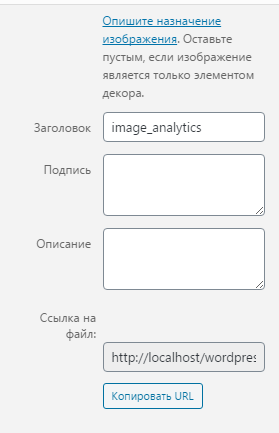 Опишите назначение
изображения. Оставьте
пустым, если изображение
является только элементом
декора.
Заголовок image_analytics
Подпись
Описание
Ссылка на
файл:
http://localhost/wordpres
Копировать URL